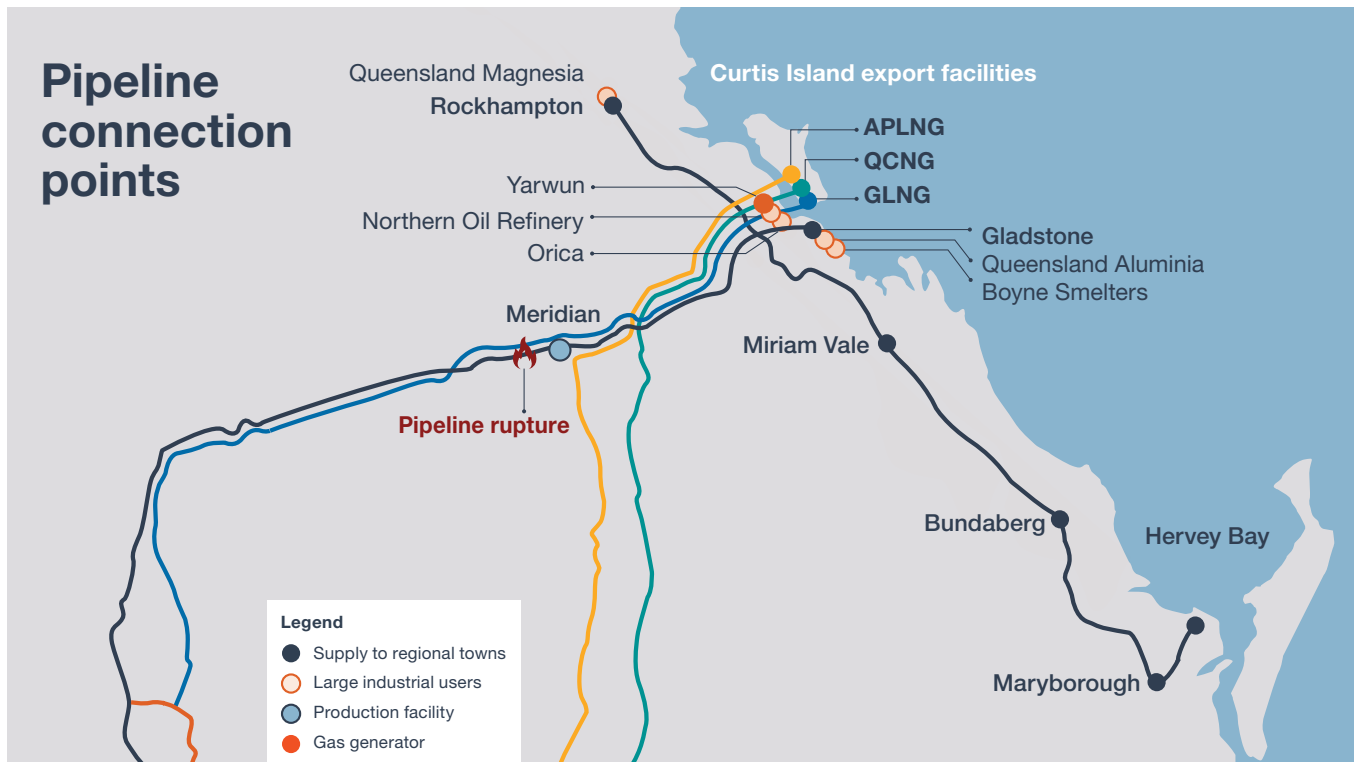 Pipeline
connection
points
Queensland Magnesia
Rockhampton
Curtis Island export facilities
APLNG
QCNG
GLNG
Yarwun
Northern Oil Refinery
Orica
Gladstone
Queensland Aluminia
Boyne Smelters
Meridian
Miriam Vale
Pipeline rupture
Bundaberg
Hervey Bay
Maryborough
Legend
Supply to regional towns
Large industrial users
Production facility
Gas generator